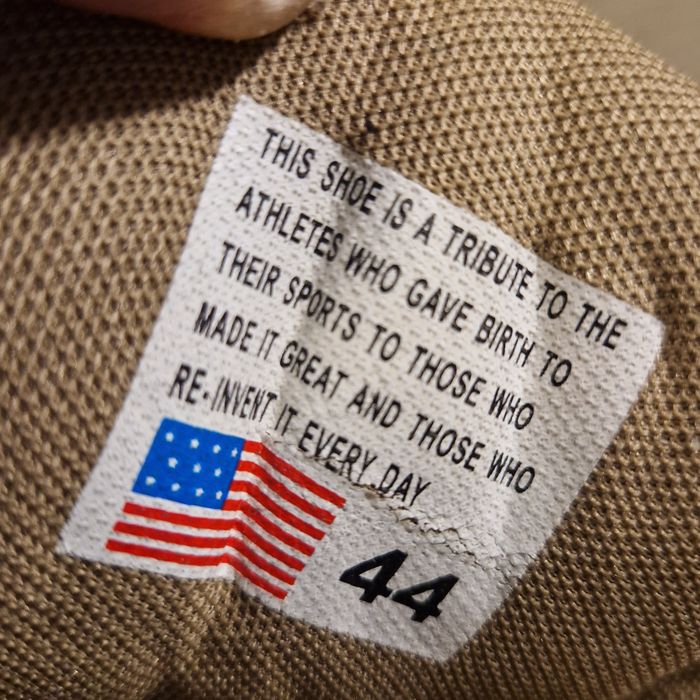 THIS SHOE IS A TRIBUTE TO THE
ATHLETES WHO GAVE BIRTH TO
THEIR SPORTS TO THOSE WHO
MADE IT GREAT AND THOSE WHO
RE-INVENT IT EVERY DAY
44